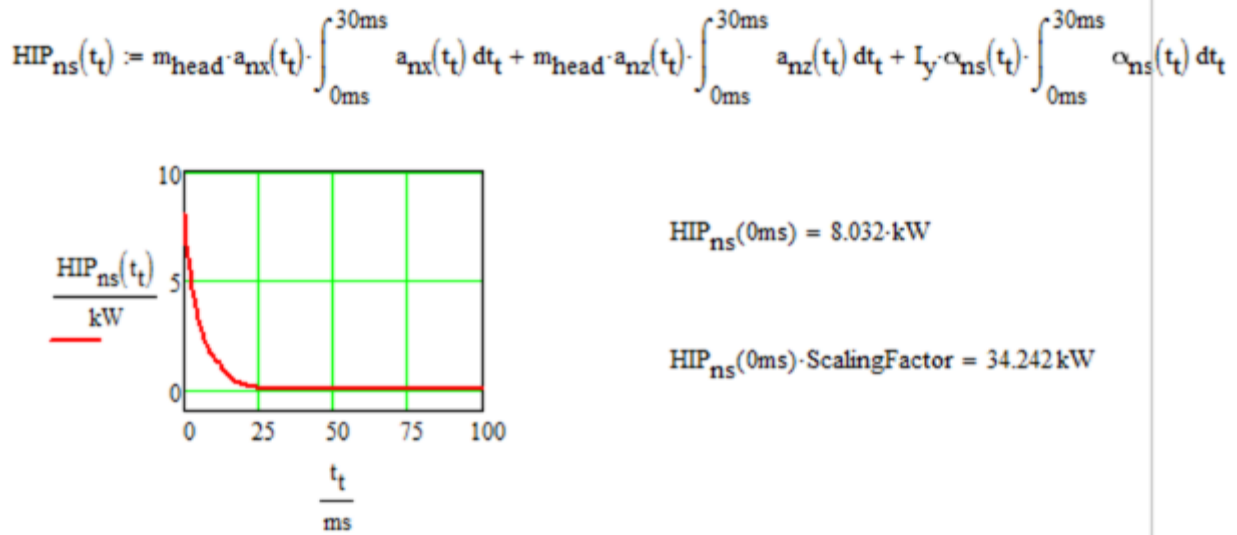 HIP_ns(t_t) := m_head·a_nx(t_t)·∫_0ms^30ms a_nx(t_t) dt_t + m_head·a_nz(t_t)·∫_0ms^30ms a_nz(t_t) dt_t + I_y·α_ns(t_t)·∫_0ms^30ms α_ns(t_t) dt_t
10
HIP_ns(0ms) = 8.032·kW
HIP_ns(t_t)
5
kW
HIP_ns(0ms)·ScalingFactor = 34.242 kW
0
0 25 50 75 100
t_t
ms